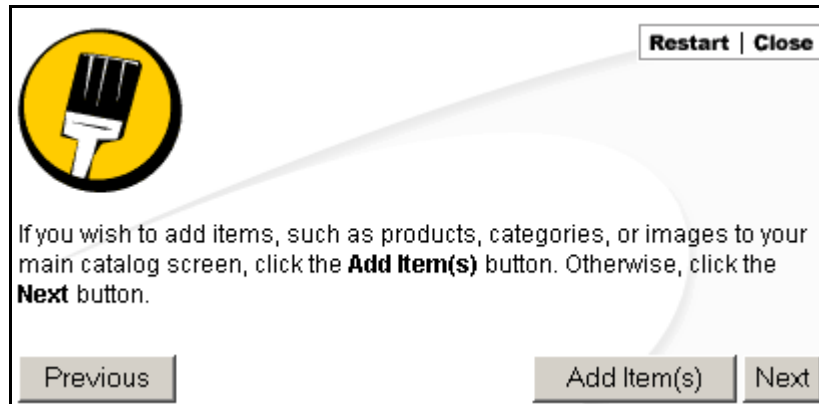 Restart | Close
If you wish to add items, such as products, categories, or images to your
main catalog screen, click the Add Item(s) button. Otherwise, click the
Next button.
Previous Add Item(s) Next